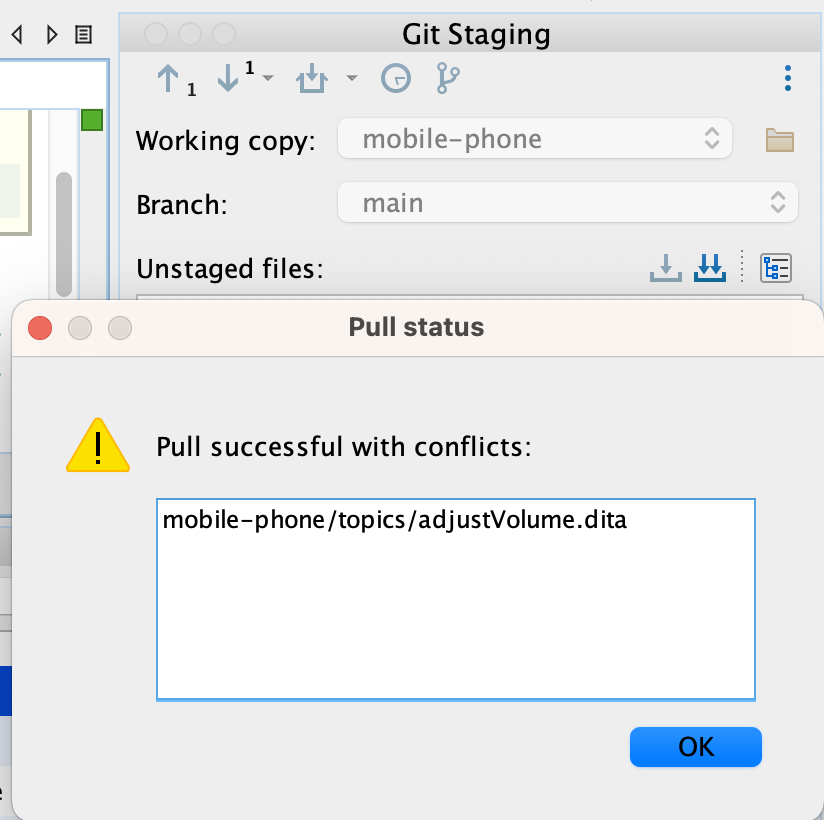 Git Staging
1
1
Working copy:
mobile-phone
Branch:
main
Unstaged files:
Pull status
Pull successful with conflicts:
mobile-phone/topics/adjustVolume.dita
OK